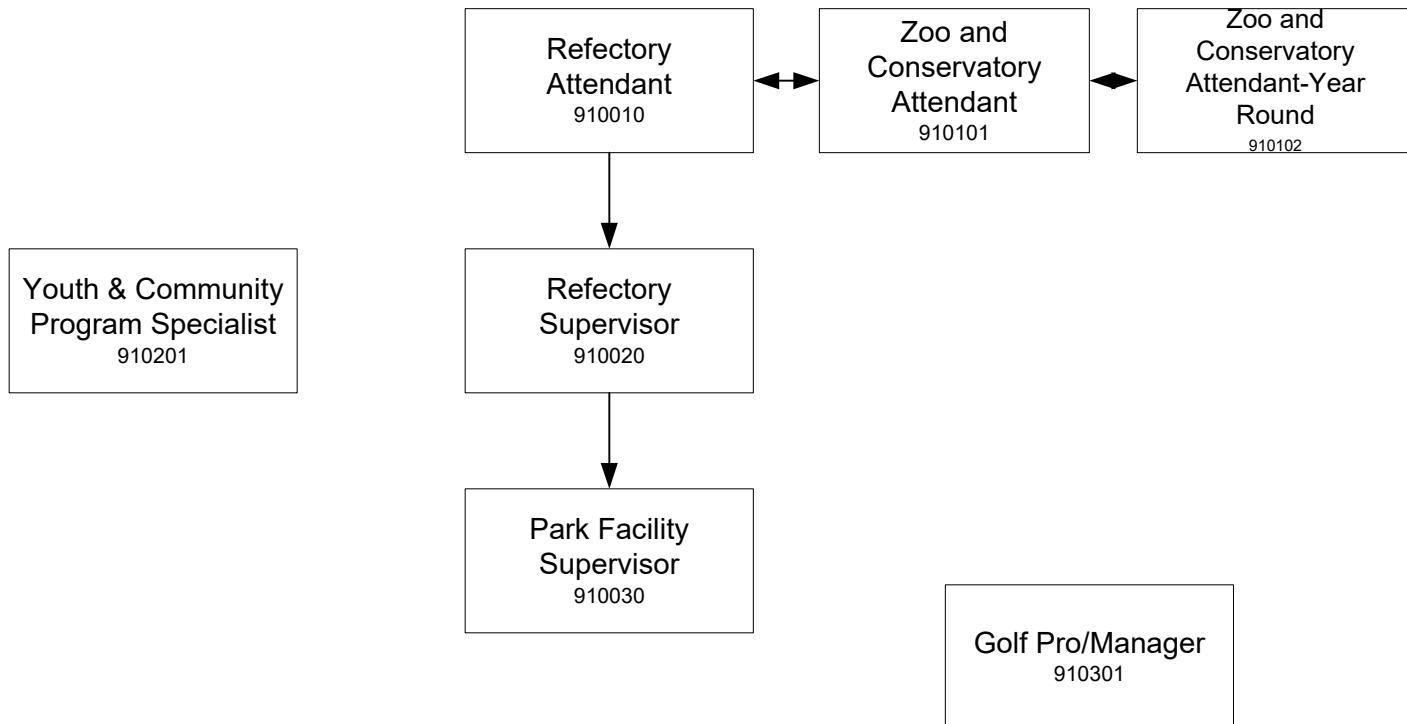 Refectory
Attendant
910010
Zoo and
Conservatory
Attendant
910101
Zoo and
Conservatory
Attendant-Year
Round
910102
Youth & Community
Program Specialist
910201
Refectory
Supervisor
910020
Park Facility
Supervisor
910030
Golf Pro/Manager
910301